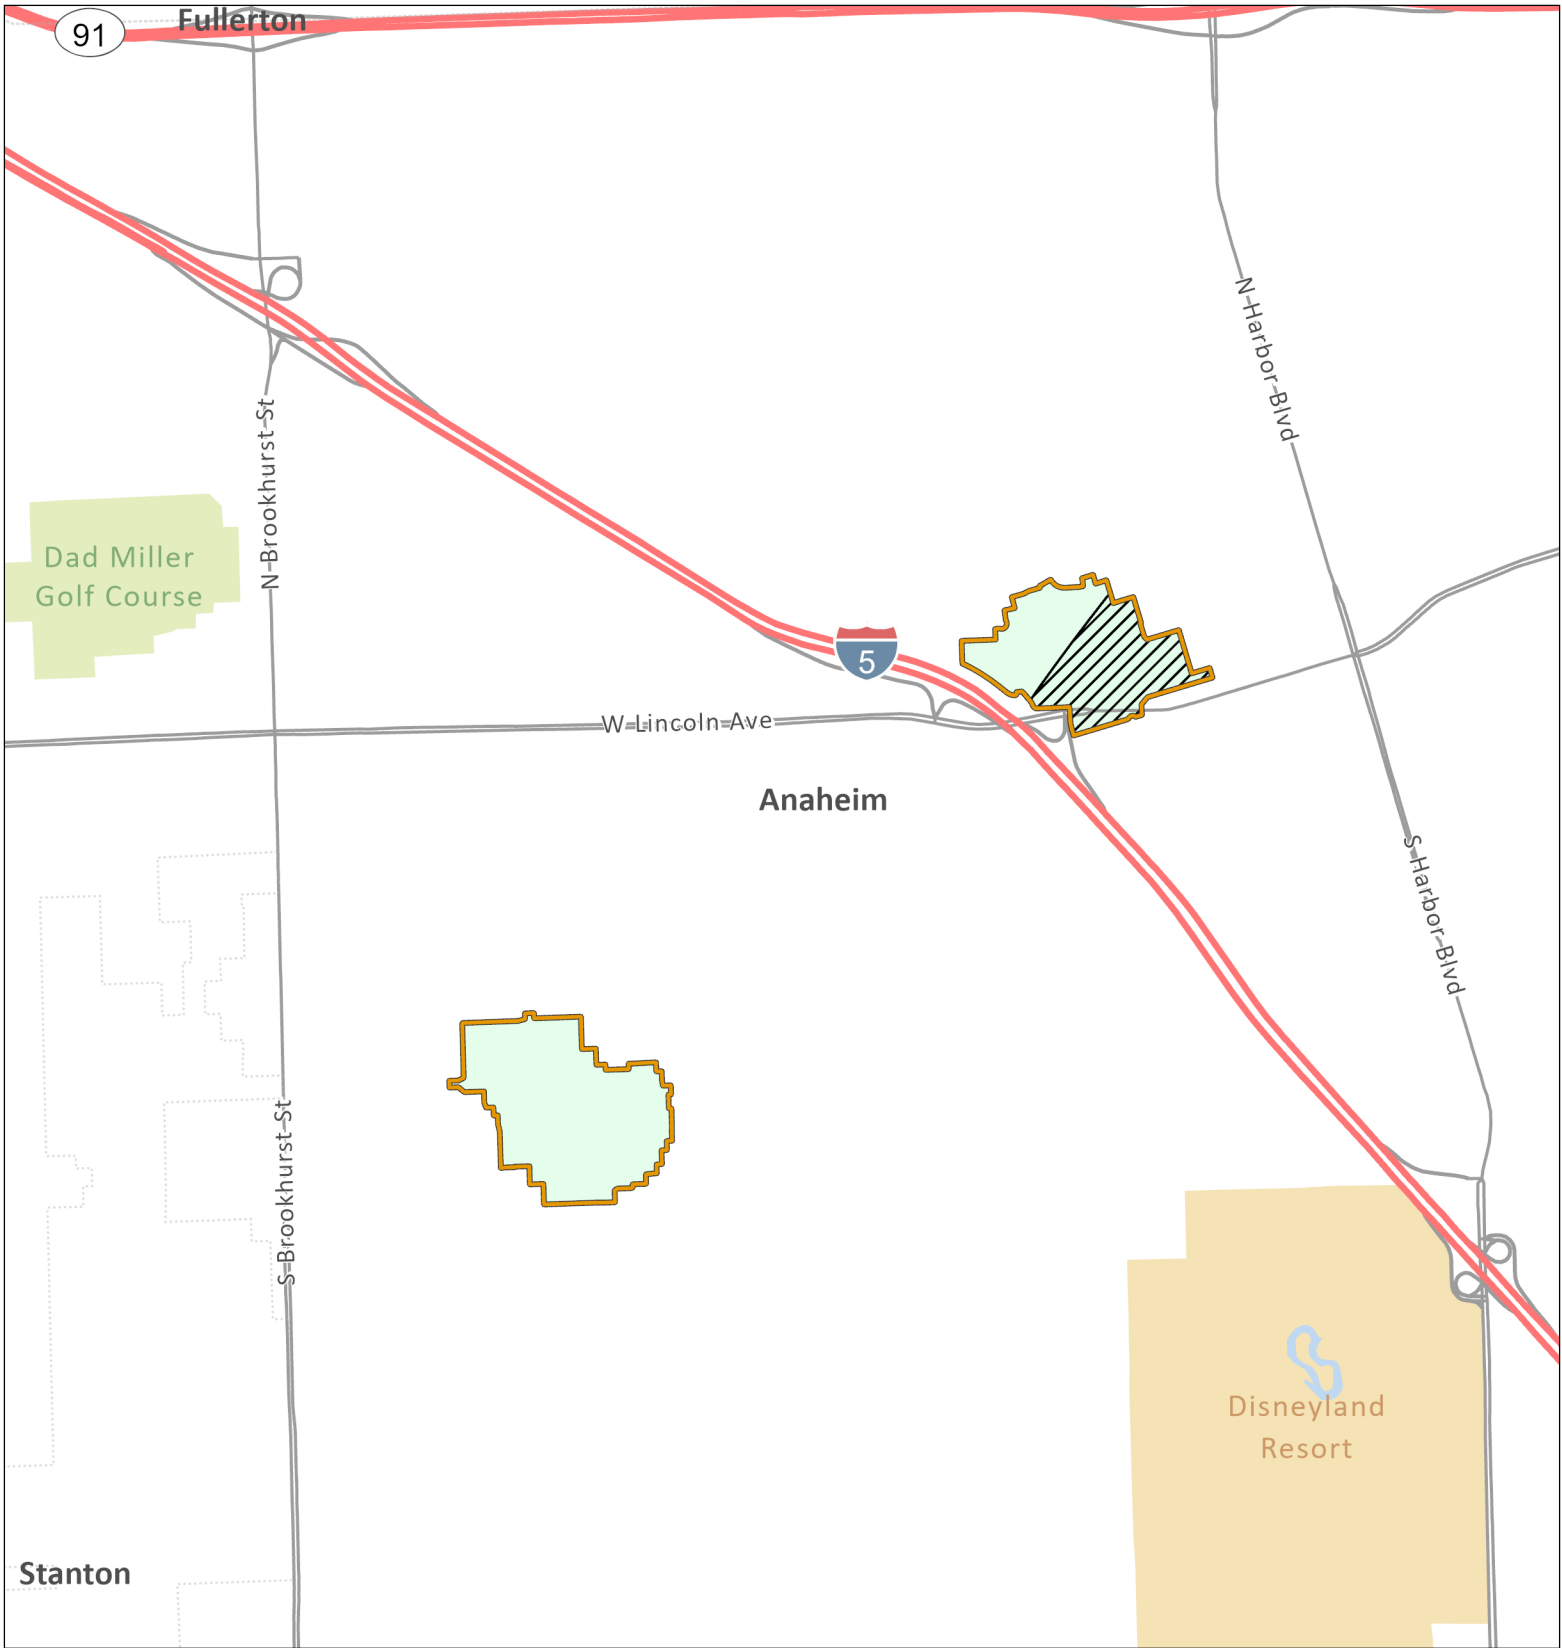 Fullerton
91
N Harbor Blvd
N Brookhurst St
Dad Miller
Golf Course
5
W Lincoln Ave
Anaheim
S Harbor Blvd
S Brookhurst St
Disneyland
Resort
Stanton